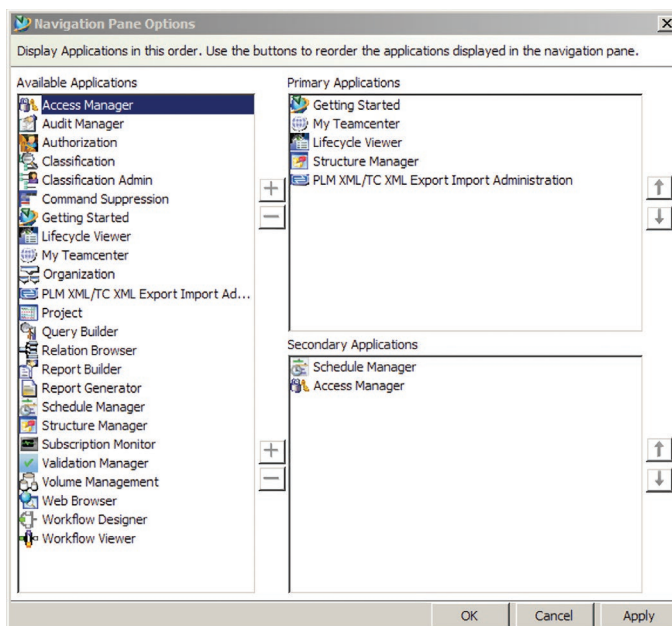 Navigation Pane Options
Display Applications in this order. Use the buttons to reorder the applications displayed in the navigation pane.
Available Applications
Access Manager
Audit Manager
Authorization
Classification
Classification Admin
Command Suppression
Getting Started
Lifecycle Viewer
My Teamcenter
Organization
PLM XML/TC XML Export Import Ad...
Project
Query Builder
Relation Browser
Report Builder
Report Generator
Schedule Manager
Structure Manager
Subscription Monitor
Validation Manager
Volume Management
Web Browser
Workflow Designer
Workflow Viewer
Primary Applications
Getting Started
My Teamcenter
Lifecycle Viewer
Structure Manager
PLM XML/TC XML Export Import Administration
Secondary Applications
Schedule Manager
Access Manager
OK
Cancel
Apply